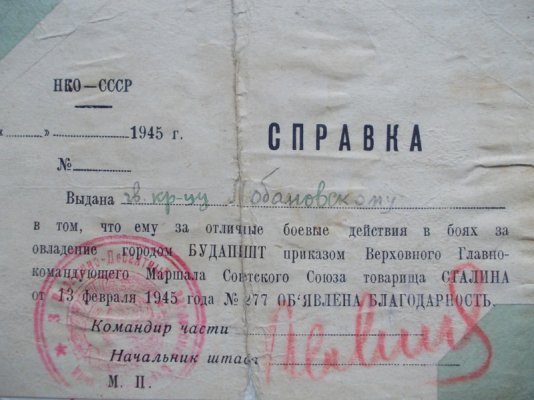 НКО—СССР
« » 1945 г.
СПРАВКА
№
Выдана гв кр-цу Лобановскому
в том, что ему за отличные боевые действия в боях за
овладение городом БУДАПШТ приказом Верховного Главно-
командующего Маршала Советского Союза товарища СТАЛИНА
от 13 февраля 1945 года № 277 ОБ'ЯВЛЕНА БЛАГОДАРНОСТЬ.
Командир части
Начальник штаба
М. П.